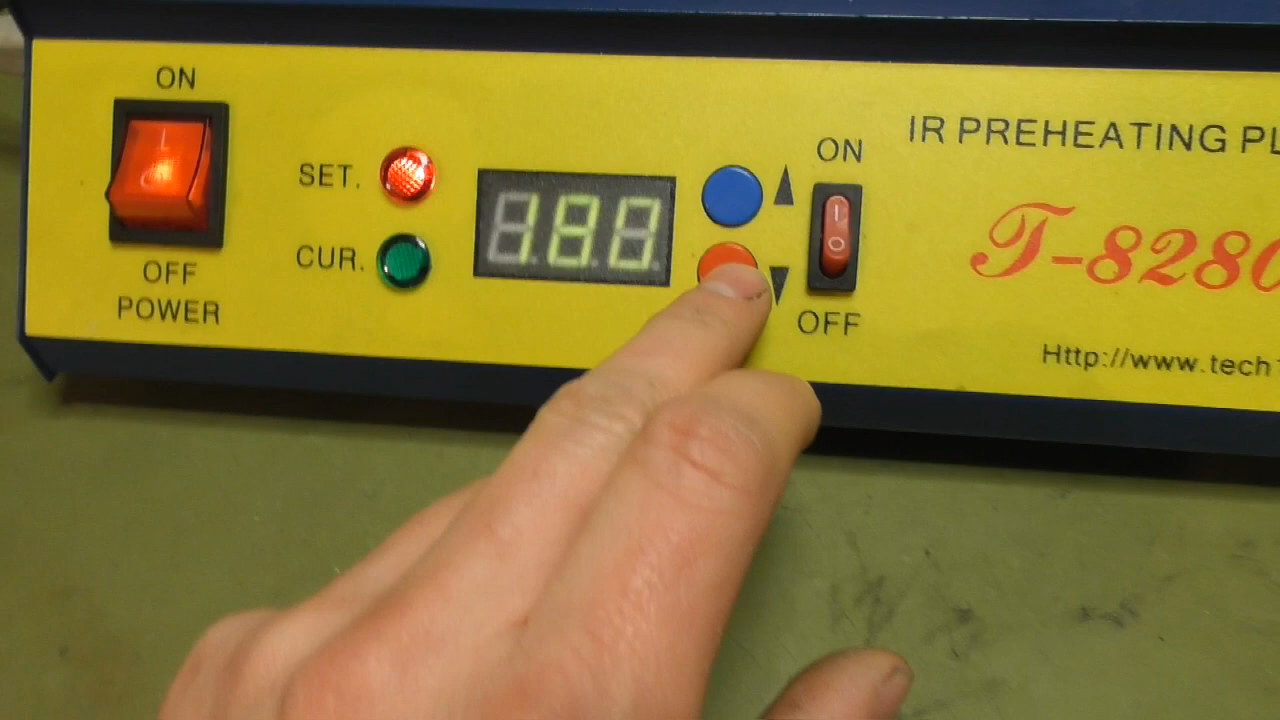 ON
SET.
CUR.
OFF
POWER
ON
I
O
OFF
IR PREHEATING PL
T-8280
Http://www.tech